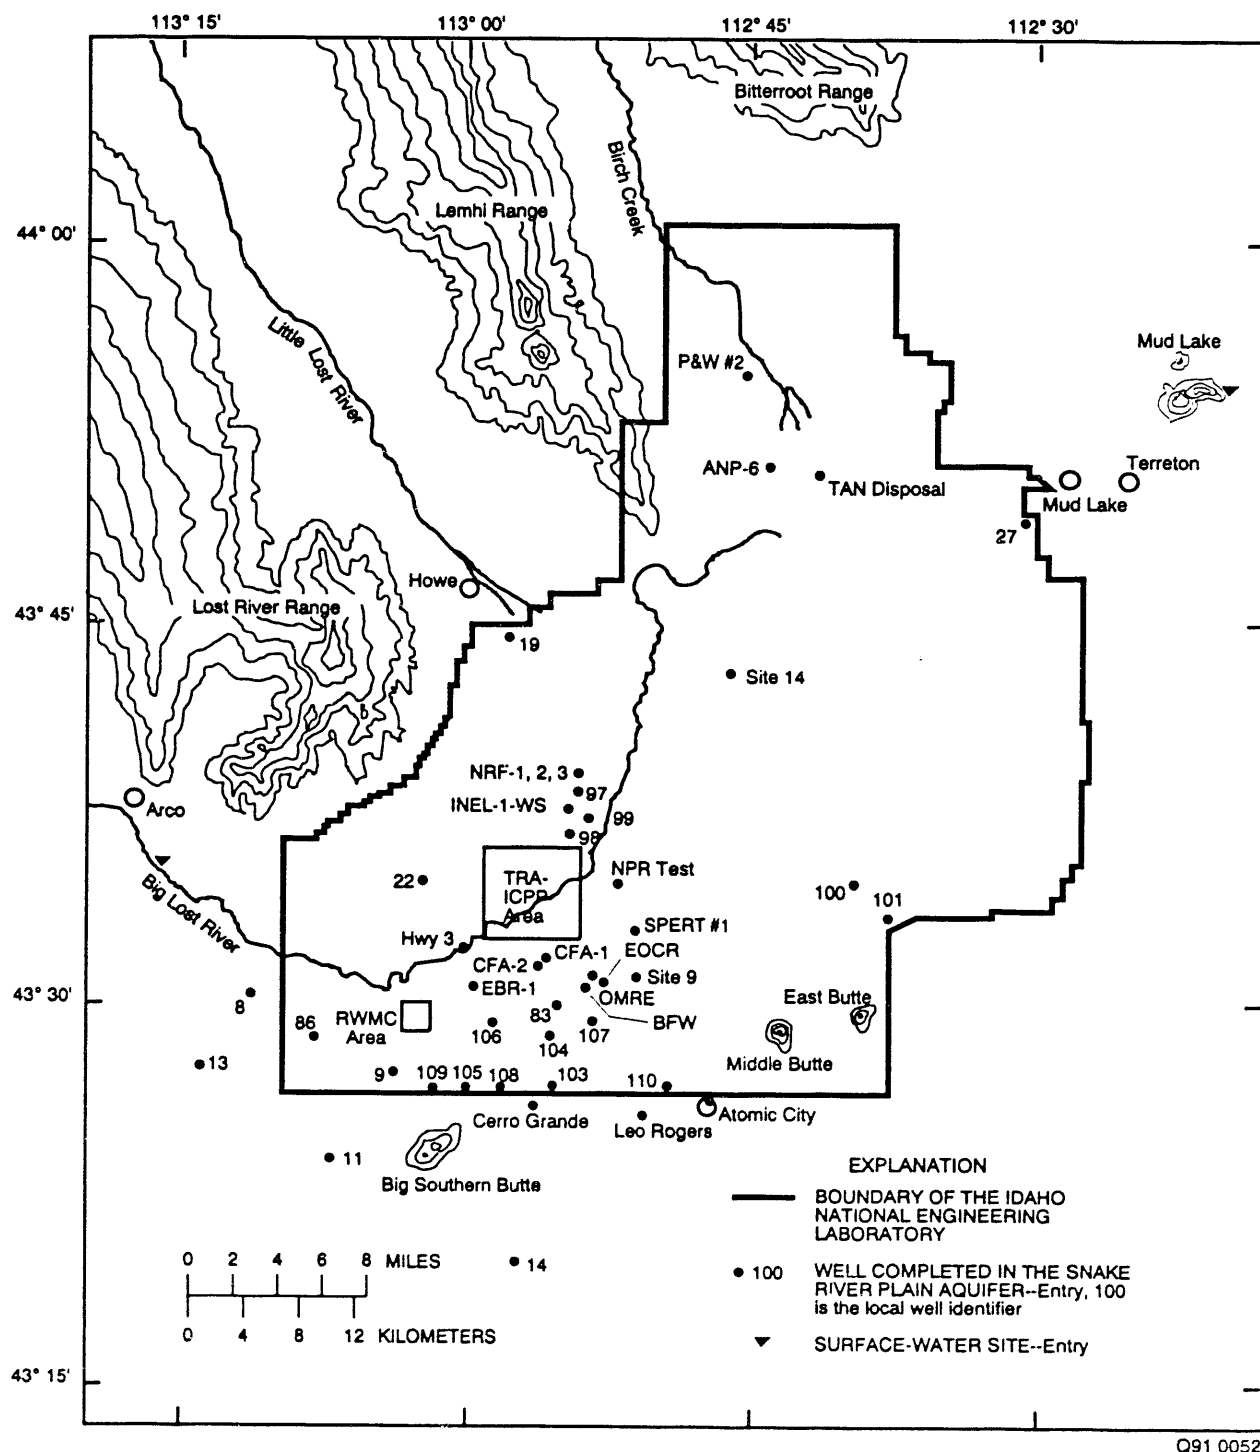 113° 15'
113° 00'
112° 45'
112° 30'
Bitterroot Range
Birch Creek
Lemhi Range
44° 00'
Little Lost River
P&W #2
Mud Lake
ANP-6
TAN Disposal
Terreton
Mud Lake
27
Howe
Lost River Range
43° 45'
19
Site 14
NRF-1, 2, 3
97
INEL-1-WS
99
98
Arco
Big Lost River
22
TRA-
ICPP
Area
NPR Test
100
101
Hwy 3
SPERT #1
CFA-1
EOCR
CFA-2
Site 9
EBR-1
OMRE
43° 30'
8
86
RWMC
Area
83
BFW
106
107
104
East Butte
Middle Butte
13
9
109
105
108
103
110
Cerro Grande
Leo Rogers
Atomic City
11
Big Southern Butte
14
0 2 4 6 8 MILES
0 4 8 12 KILOMETERS
EXPLANATION
BOUNDARY OF THE IDAHO
NATIONAL ENGINEERING
LABORATORY
100 WELL COMPLETED IN THE SNAKE
RIVER PLAIN AQUIFER--Entry, 100
is the local well identifier
SURFACE-WATER SITE--Entry
43° 15'
Q91 0052